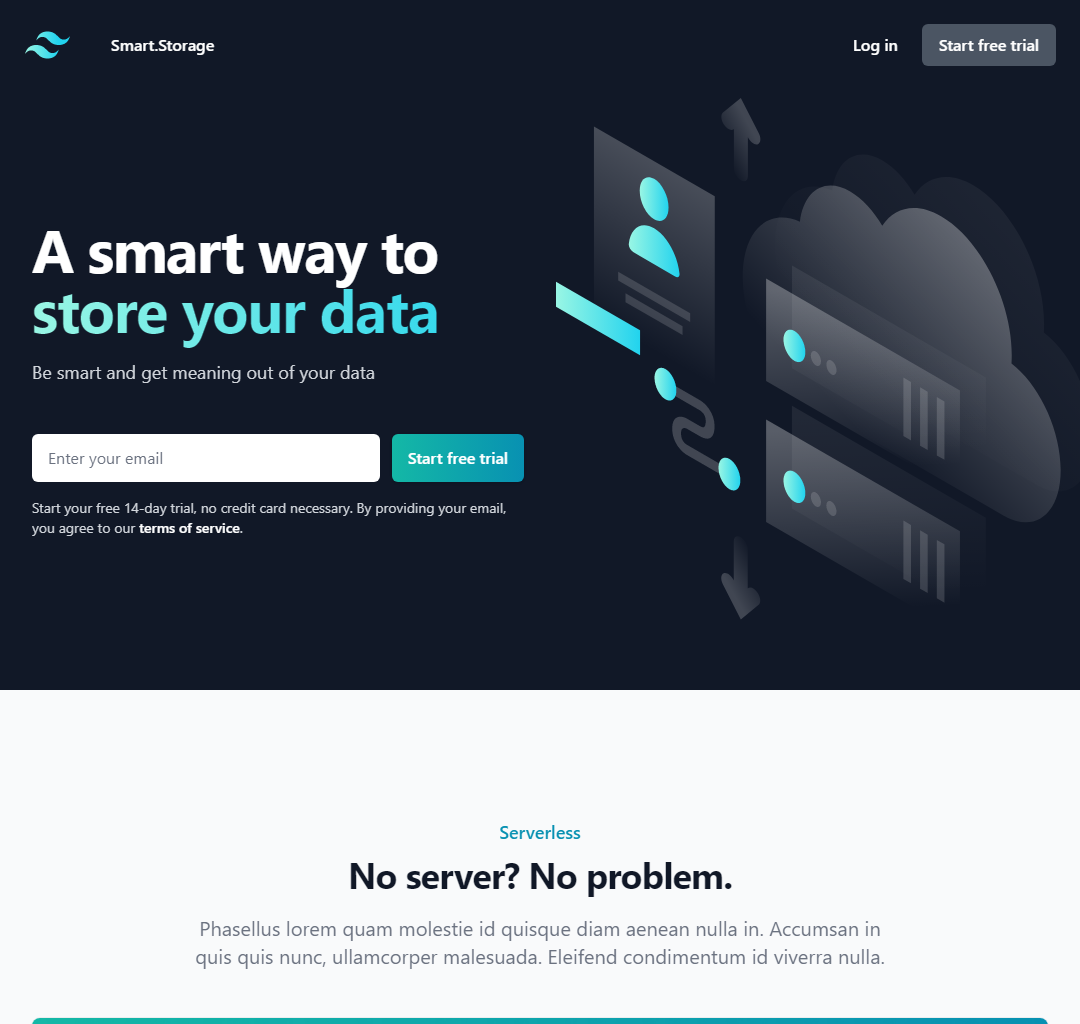 Smart.Storage
Log in
Start free trial
A smart way to
store your data
Be smart and get meaning out of your data
Enter your email
Start free trial
Start your free 14-day trial, no credit card necessary. By providing your email,
you agree to our terms of service.
Serverless
No server? No problem.
Phasellus lorem quam molestie id quisque diam aenean nulla in. Accumsan in
quis quis nunc, ullamcorper malesuada. Eleifend condimentum id viverra nulla.